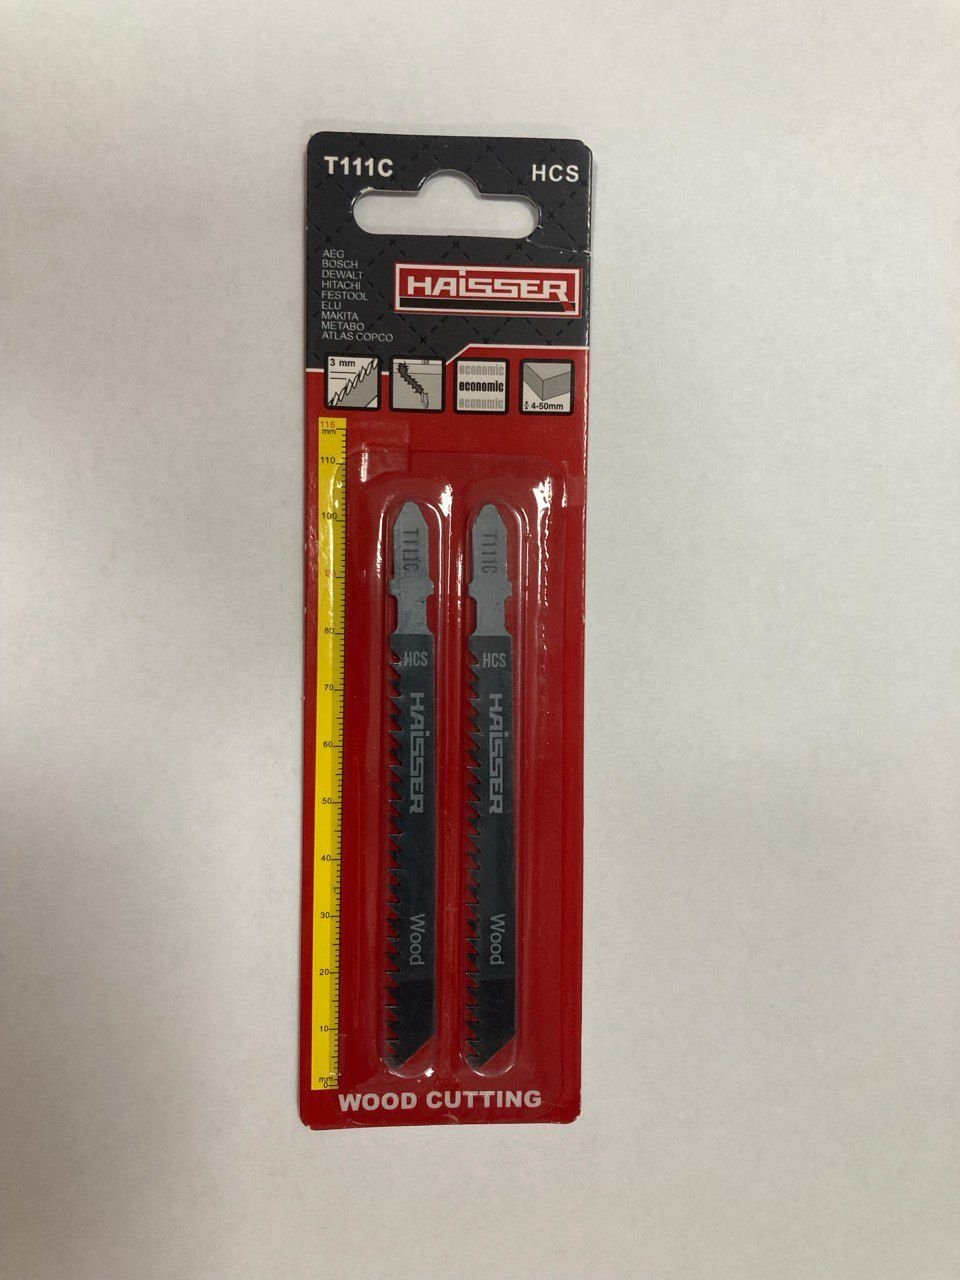 T111C
HCS
AEG
BOSCH
DEWALT
HITACHI
FESTOOL
ELU
MAKITA
METABO
ATLAS COPCO
HAISSER
3 mm
economic
economic
economic
4-50mm
116
mm
110
100
90
80
70
60
50
40
30
20
10
mm
0
T111C
HCS
HAISSER
Wood
T111C
HCS
HAISSER
Wood
WOOD CUTTING